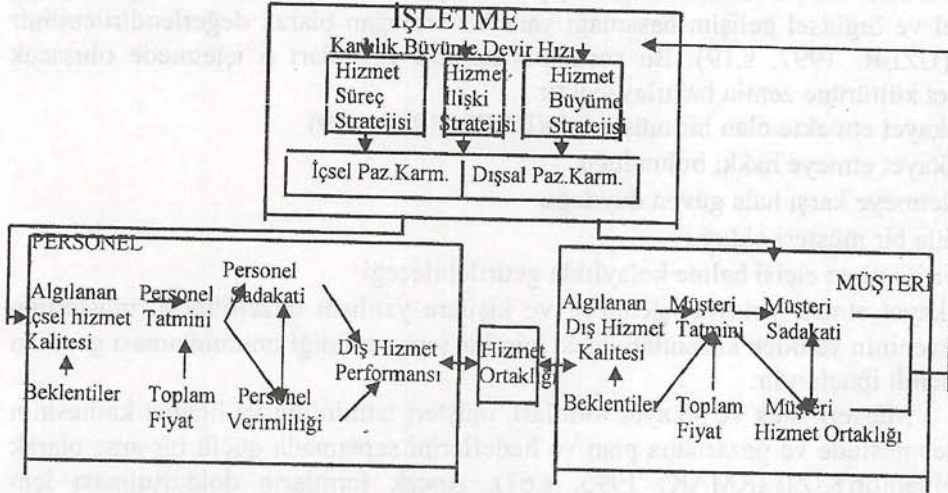 İŞLETME
Karlılık,Büyüme,Devir Hızı
Hizmet
Süreç
Stratejisi
Hizmet
İlişki
Stratejisi
Hizmet
Büyüme
Stratejisi
İçsel Paz.Karm.
Dışsal Paz.Karm.
PERSONEL
Algılanan
İçsel hizmet
Kalitesi
Beklentiler
Personel
Tatmini
Toplam
Fiyat
Personel
Sadakati
Personel
Verimliliği
Dış Hizmet
Performansı
Hizmet
Ortaklığı
MÜŞTERİ
Algılanan
Dış Hizmet
Kalitesi
Beklentiler
Müşteri
Tatmini
Toplam
Fiyat
Müşteri
Sadakati
Müşteri
Hizmet Ortaklığı